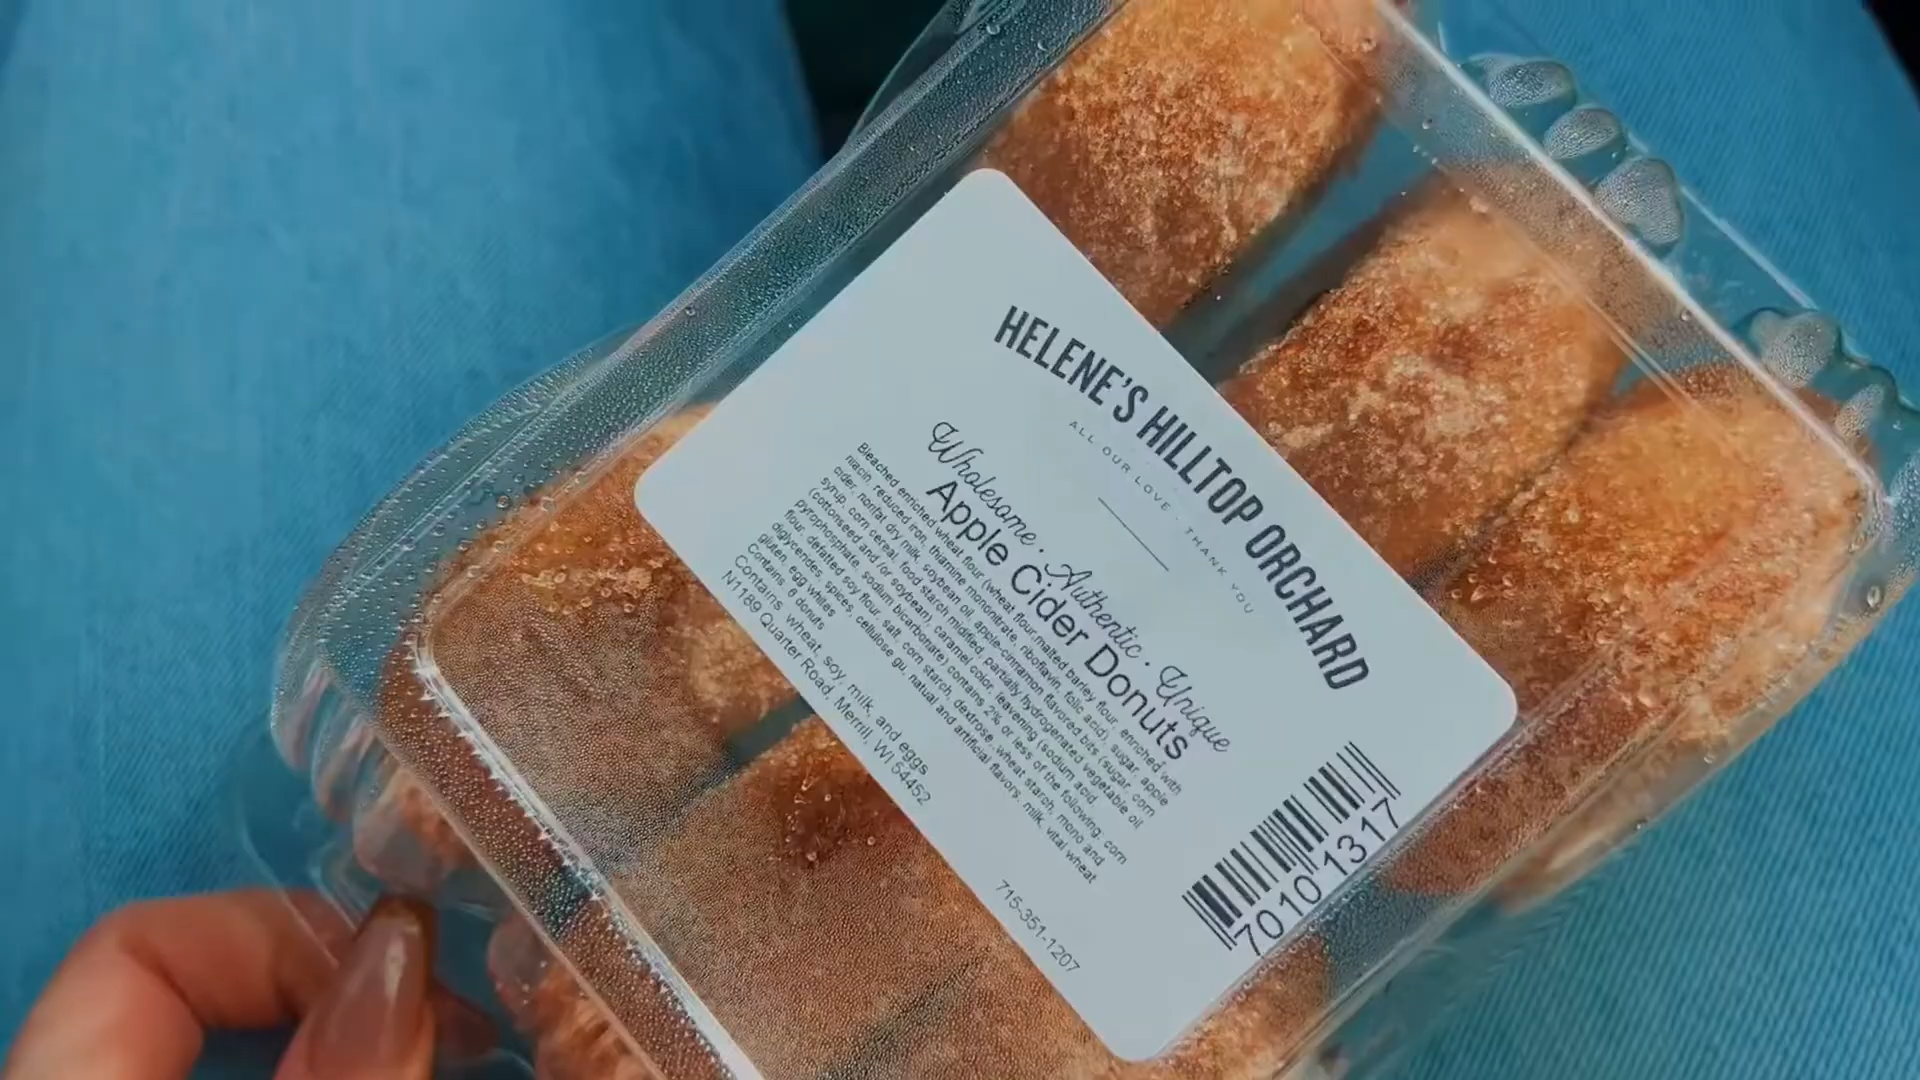 HELENE'S HILLTOP ORCHARD
ALL OUR LOVE · THANK YOU
Wholesome · Authentic · Unique
Apple Cider Donuts
Bleached enriched wheat flour (wheat flour, malted barley flour, enriched with
niacin, reduced iron, thiamine mononitrate, riboflavin, folic acid), sugar, apple
cider, nonfat dry milk, soybean oil, apple-cinnamon flavored bits (sugar, corn
syrup, corn cereal, food starch midified, partially hydrogenated vegetable oil
(cottonseed and/or soybean), caramel color, leavening (sodium acid
pyrophosphate, sodium bicarbonate) contains 2% or less of the following: corn
flour, defatted soy flour, salt, corn starch, dextrose, wheat starch, mono and
diglycerides, spices, cellulose gu, natural and artificial flavors, milk, vital wheat
gluten, egg whites
Contains 6 donuts
Contains, wheat, soy, milk, and eggs
N1189 Quarter Road, Merrill, WI 54452
715-351-1207
7010101317